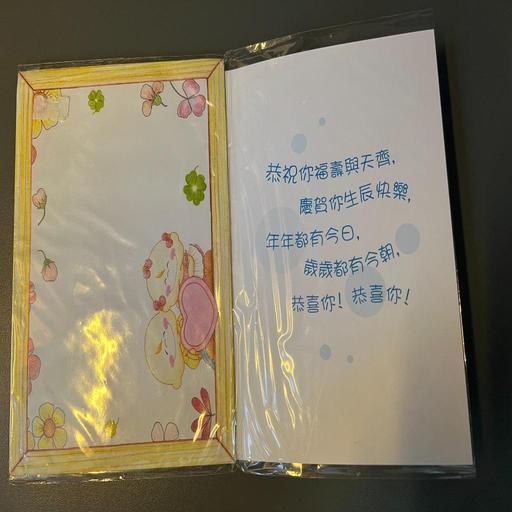 恭祝你福壽與天齊,
慶賀你生辰快樂,
年年都有今日,
歲歲都有今朝,
恭喜你！恭喜你！